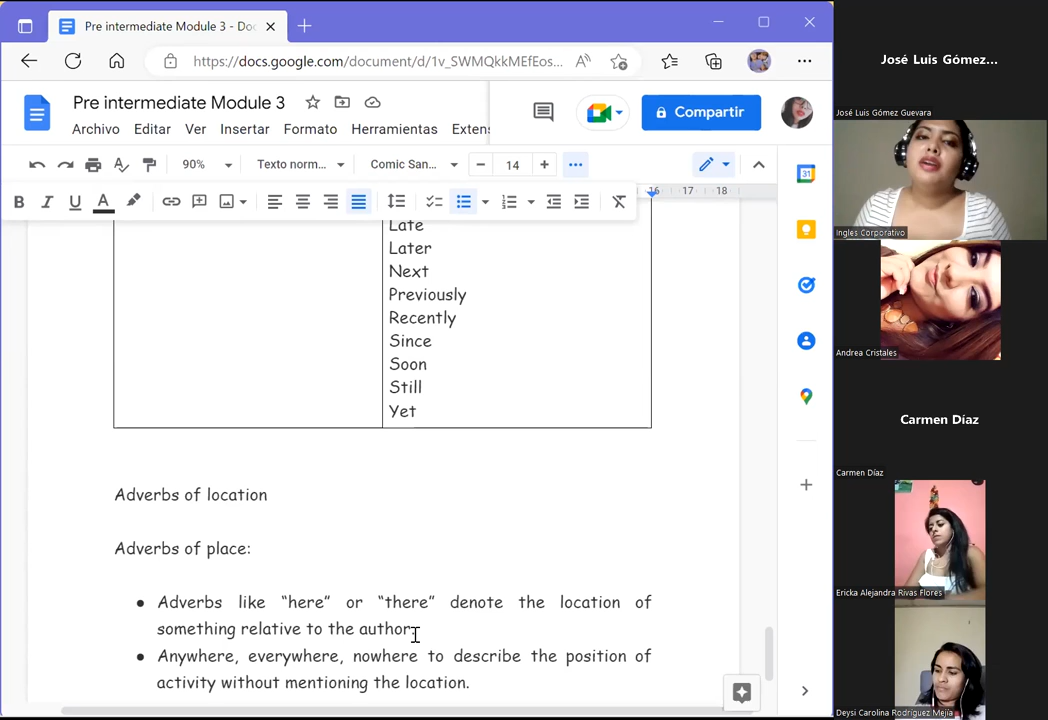 Pre intermediate Module 3 - Do
https://docs.google.com/document/d/1v_SWMQkkMEfEos...
Pre intermediate Module 3
Archivo Editar Ver Insertar Formato Herramientas Extens
Compartir
90% Texto norm... Comic San... 14
16 17 18
Late
Later
Next
Previously
Recently
Since
Soon
Still
Yet
Adverbs of location
Adverbs of place:
● Adverbs like “here” or “there” denote the location of
something relative to the author.
● Anywhere, everywhere, nowhere to describe the position of
activity without mentioning the location.
José Luis Gómez...
José Luis Gómez Guevara
Ingles Corporativo
Andrea Cristales
Carmen Díaz
Carmen Díaz
Ericka Alejandra Rivas Flores
Deysi Carolina Rodríguez Mejía